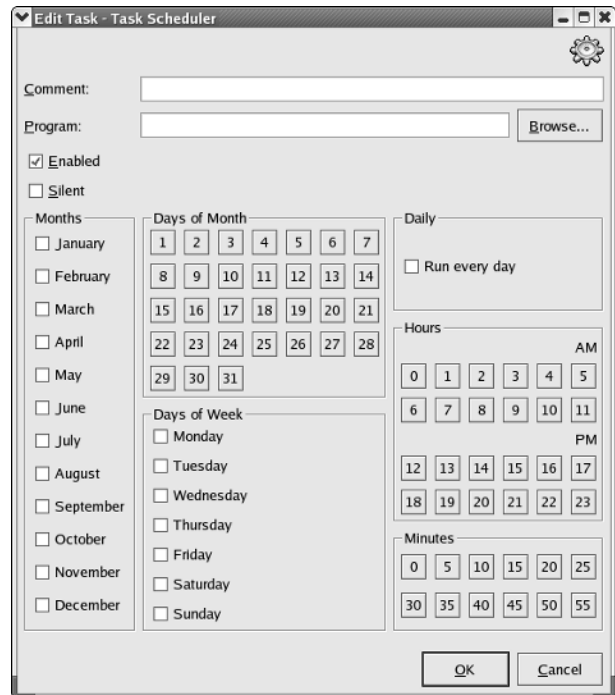 Edit Task - Task Scheduler
Comment:
Program:
Browse...
Enabled
Silent
Months
January
February
March
April
May
June
July
August
September
October
November
December
Days of Month
1 2 3 4 5 6 7
8 9 10 11 12 13 14
15 16 17 18 19 20 21
22 23 24 25 26 27 28
29 30 31
Days of Week
Monday
Tuesday
Wednesday
Thursday
Friday
Saturday
Sunday
Daily
Run every day
Hours
AM
0 1 2 3 4 5
6 7 8 9 10 11
PM
12 13 14 15 16 17
18 19 20 21 22 23
Minutes
0 5 10 15 20 25
30 35 40 45 50 55
OK
Cancel